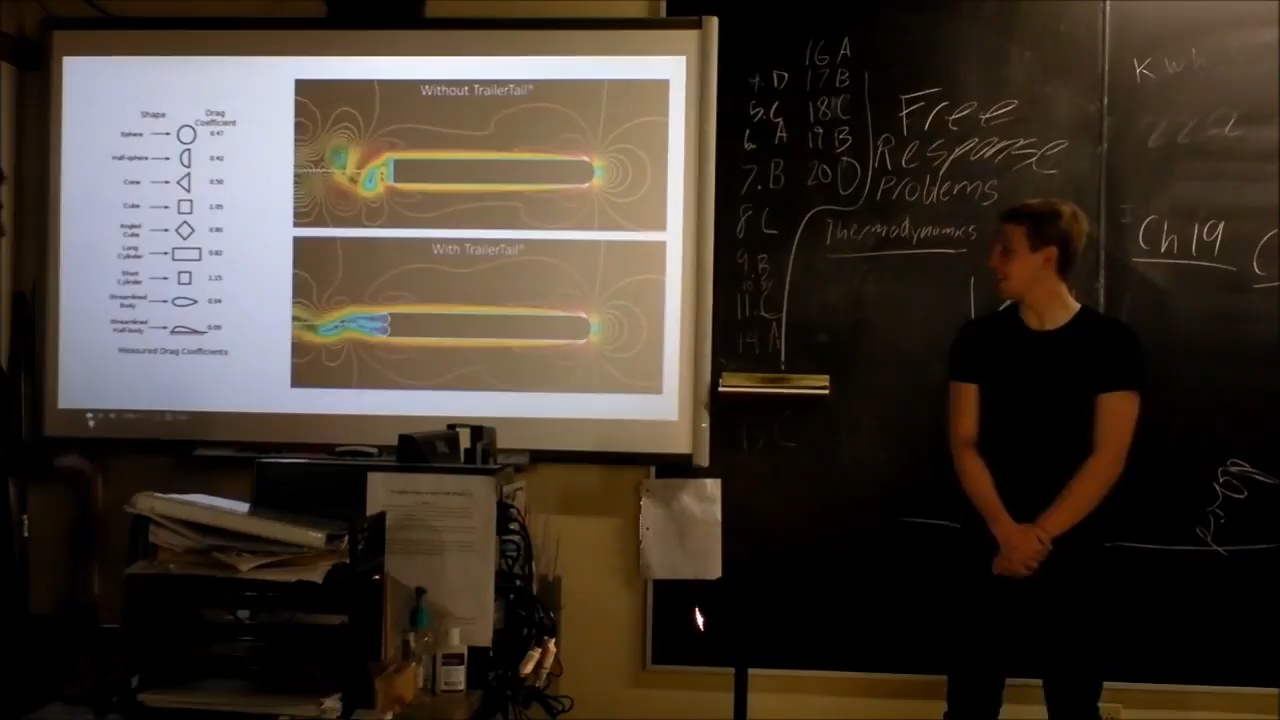 Without TrailerTail®
With TrailerTail®
Shape Drag Coefficient
Sphere 0.47
Half-sphere 0.42
Cone 0.50
Cube 1.05
Angled Cube 0.80
Long Cylinder 0.82
Short Cylinder 1.15
Streamlined Body 0.04
Streamlined Half-body 0.09
Measured Drag Coefficients
16 A
17 B
18 C
19 B
20 D
D
5. C
6. A
7. B
8 C
9. B
11. C
14 A
Free
Response
Problems
Thermodynamics
Kwh
Ch 19